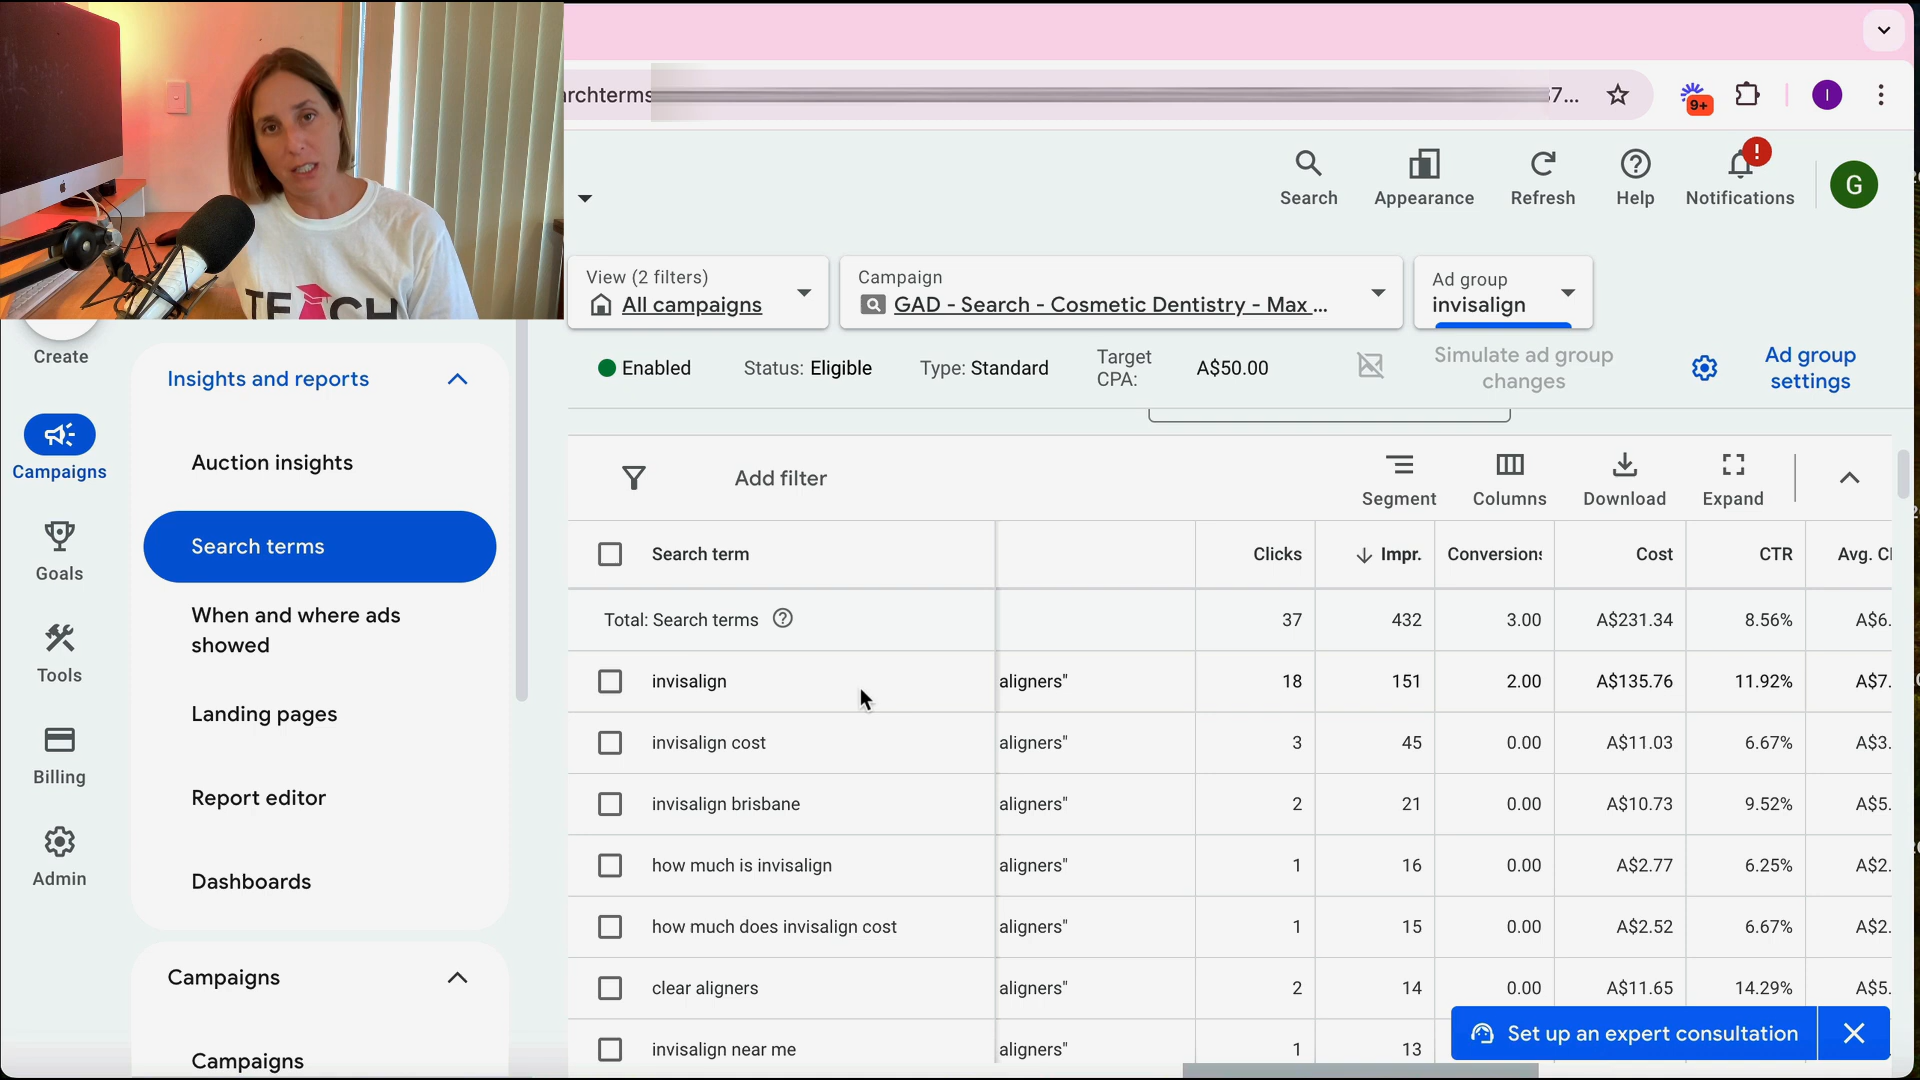 archterms
37...
9+
I
Search
Appearance
Refresh
Help
!
Notifications
G
TEACH
View (2 filters)
All campaigns
Campaign
GAD - Search - Cosmetic Dentistry - Max ...
Ad group
invisalign
Enabled
Status: Eligible
Type: Standard
Target
CPA:
A$50.00
Simulate ad group
changes
Ad group
settings
Create
Campaigns
Goals
Tools
Billing
Admin
Insights and reports
Auction insights
Search terms
When and where ads
showed
Landing pages
Report editor
Dashboards
Campaigns
Campaigns
Add filter
Segment
Columns
Download
Expand
Search term Clicks Impr. Conversions Cost CTR Avg. C
Total: Search terms 37 432 3.00 A$231.34 8.56% A$6.
invisalign aligners" 18 151 2.00 A$135.76 11.92% A$7.
invisalign cost aligners" 3 45 0.00 A$11.03 6.67% A$3.
invisalign brisbane aligners" 2 21 0.00 A$10.73 9.52% A$5.
how much is invisalign aligners" 1 16 0.00 A$2.77 6.25% A$2.
how much does invisalign cost aligners" 1 15 0.00 A$2.52 6.67% A$2.
clear aligners aligners" 2 14 0.00 A$11.65 14.29% A$5.
invisalign near me aligners" 1 13
Set up an expert consultation